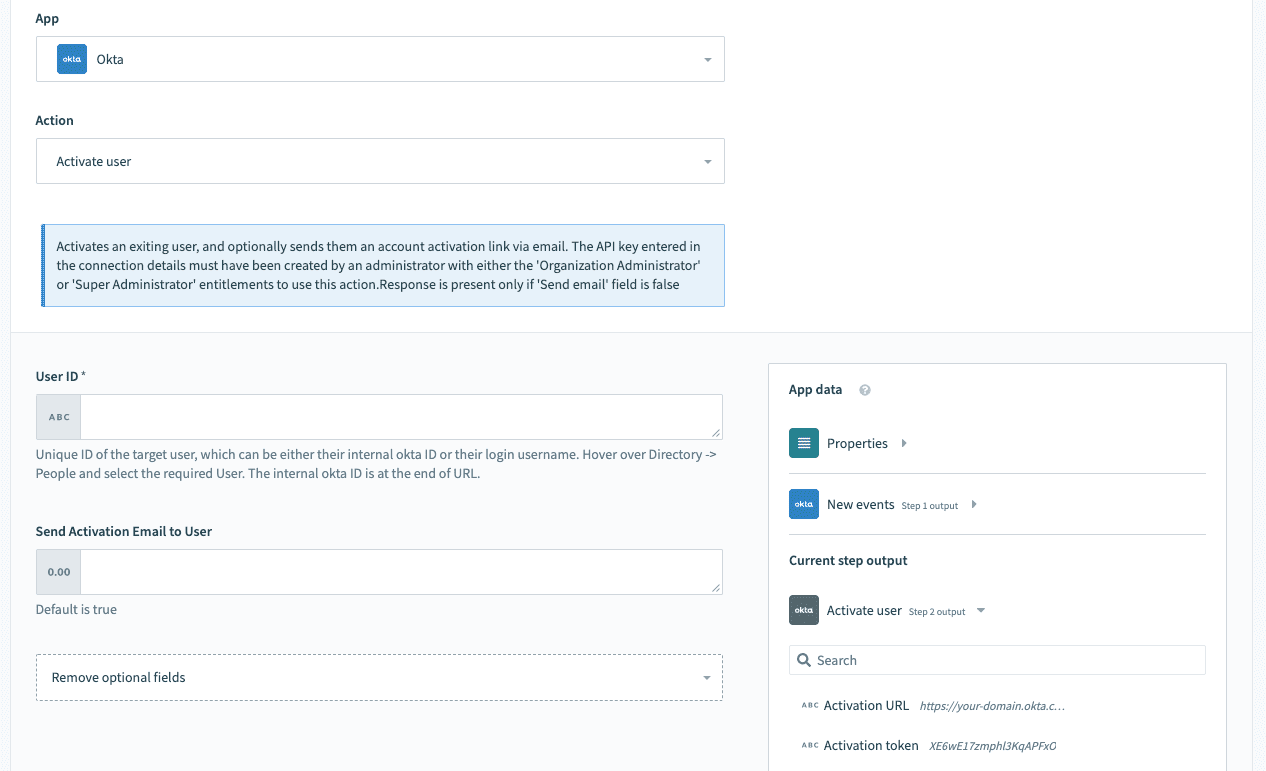 App
okta Okta
Action
Activate user
Activates an exiting user, and optionally sends them an account activation link via email. The API key entered in
the connection details must have been created by an administrator with either the 'Organization Administrator'
or 'Super Administrator' entitlements to use this action.Response is present only if 'Send email' field is false
User ID *
ABC
Unique ID of the target user, which can be either their internal okta ID or their login username. Hover over Directory ->
People and select the required User. The internal okta ID is at the end of URL.
Send Activation Email to User
0.00
Default is true
Remove optional fields
App data ?
Properties
okta New events Step 1 output
Current step output
okta Activate user Step 2 output
Search
ABC Activation URL https://your-domain.okta.c…
ABC Activation token XE6wE17zmphl3KqAPFxO